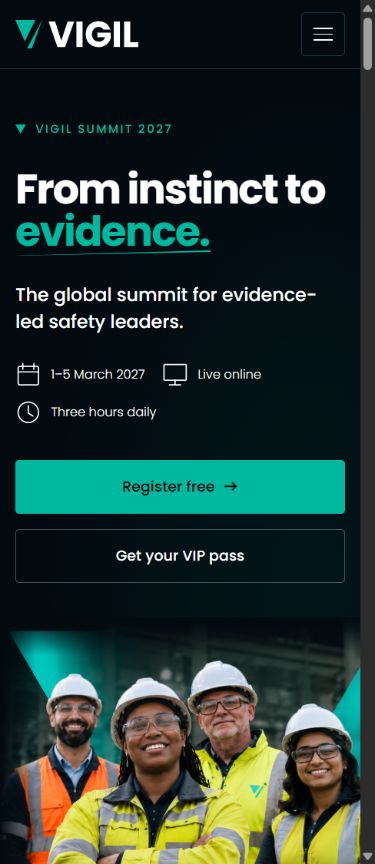 VIGIL
VIGIL SUMMIT 2027
From instinct to
evidence.
The global summit for evidence-
led safety leaders.
1–5 March 2027
Live online
Three hours daily
Register free →
Get your VIP pass